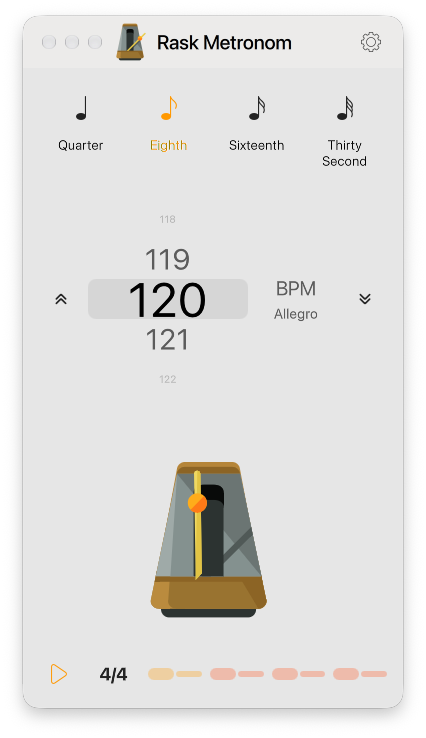 Rask Metronom
Quarter
Eighth
Sixteenth
Thirty
Second
118
119
120
121
122
BPM
Allegro
4/4